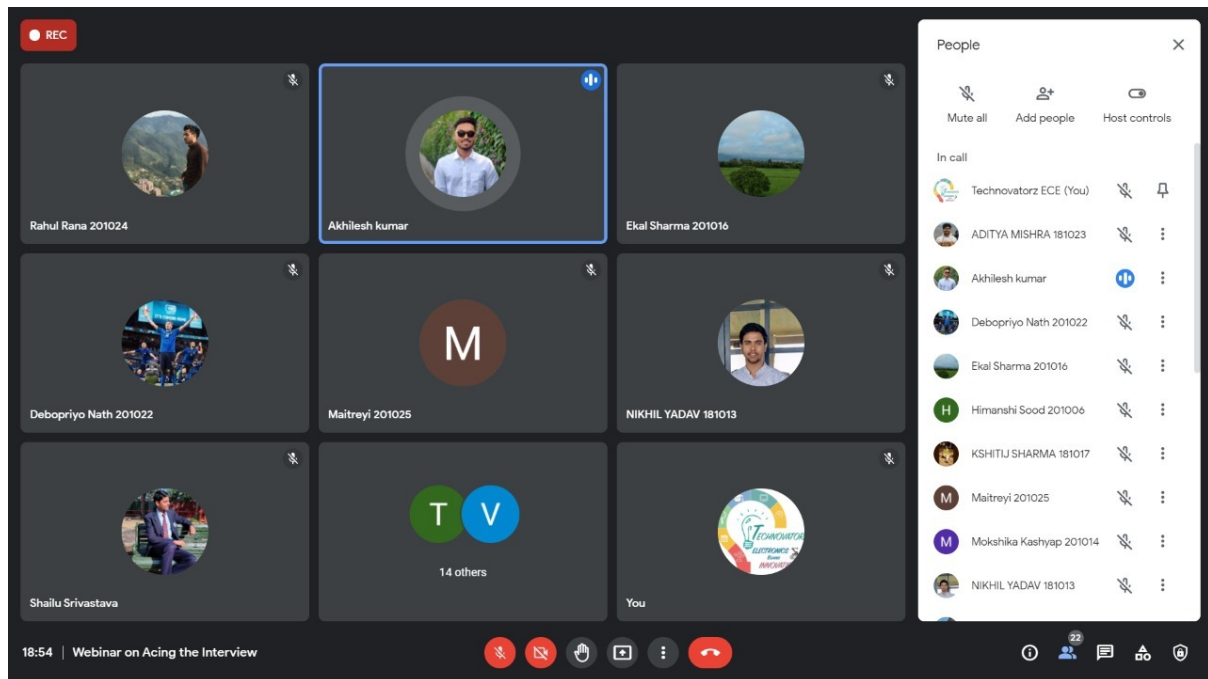 REC
Rahul Rana 201024
Akhilesh kumar
Ekal Sharma 201016
Debopriyo Nath 201022
M
Maitreyi 201025
NIKHIL YADAV 181013
Shailu Srivastava
T V
14 others
TECHNOVATOR
ELECTRONICS
INNOVATI
You
18:54 | Webinar on Acing the Interview
22
People
Mute all
Add people
Host controls
In call
Technovatorz ECE (You)
ADITYA MISHRA 181023
Akhilesh kumar
Debopriyo Nath 201022
Ekal Sharma 201016
H Himanshi Sood 201006
KSHITIJ SHARMA 181017
M Maitreyi 201025
M Mokshika Kashyap 201014
NIKHIL YADAV 181013